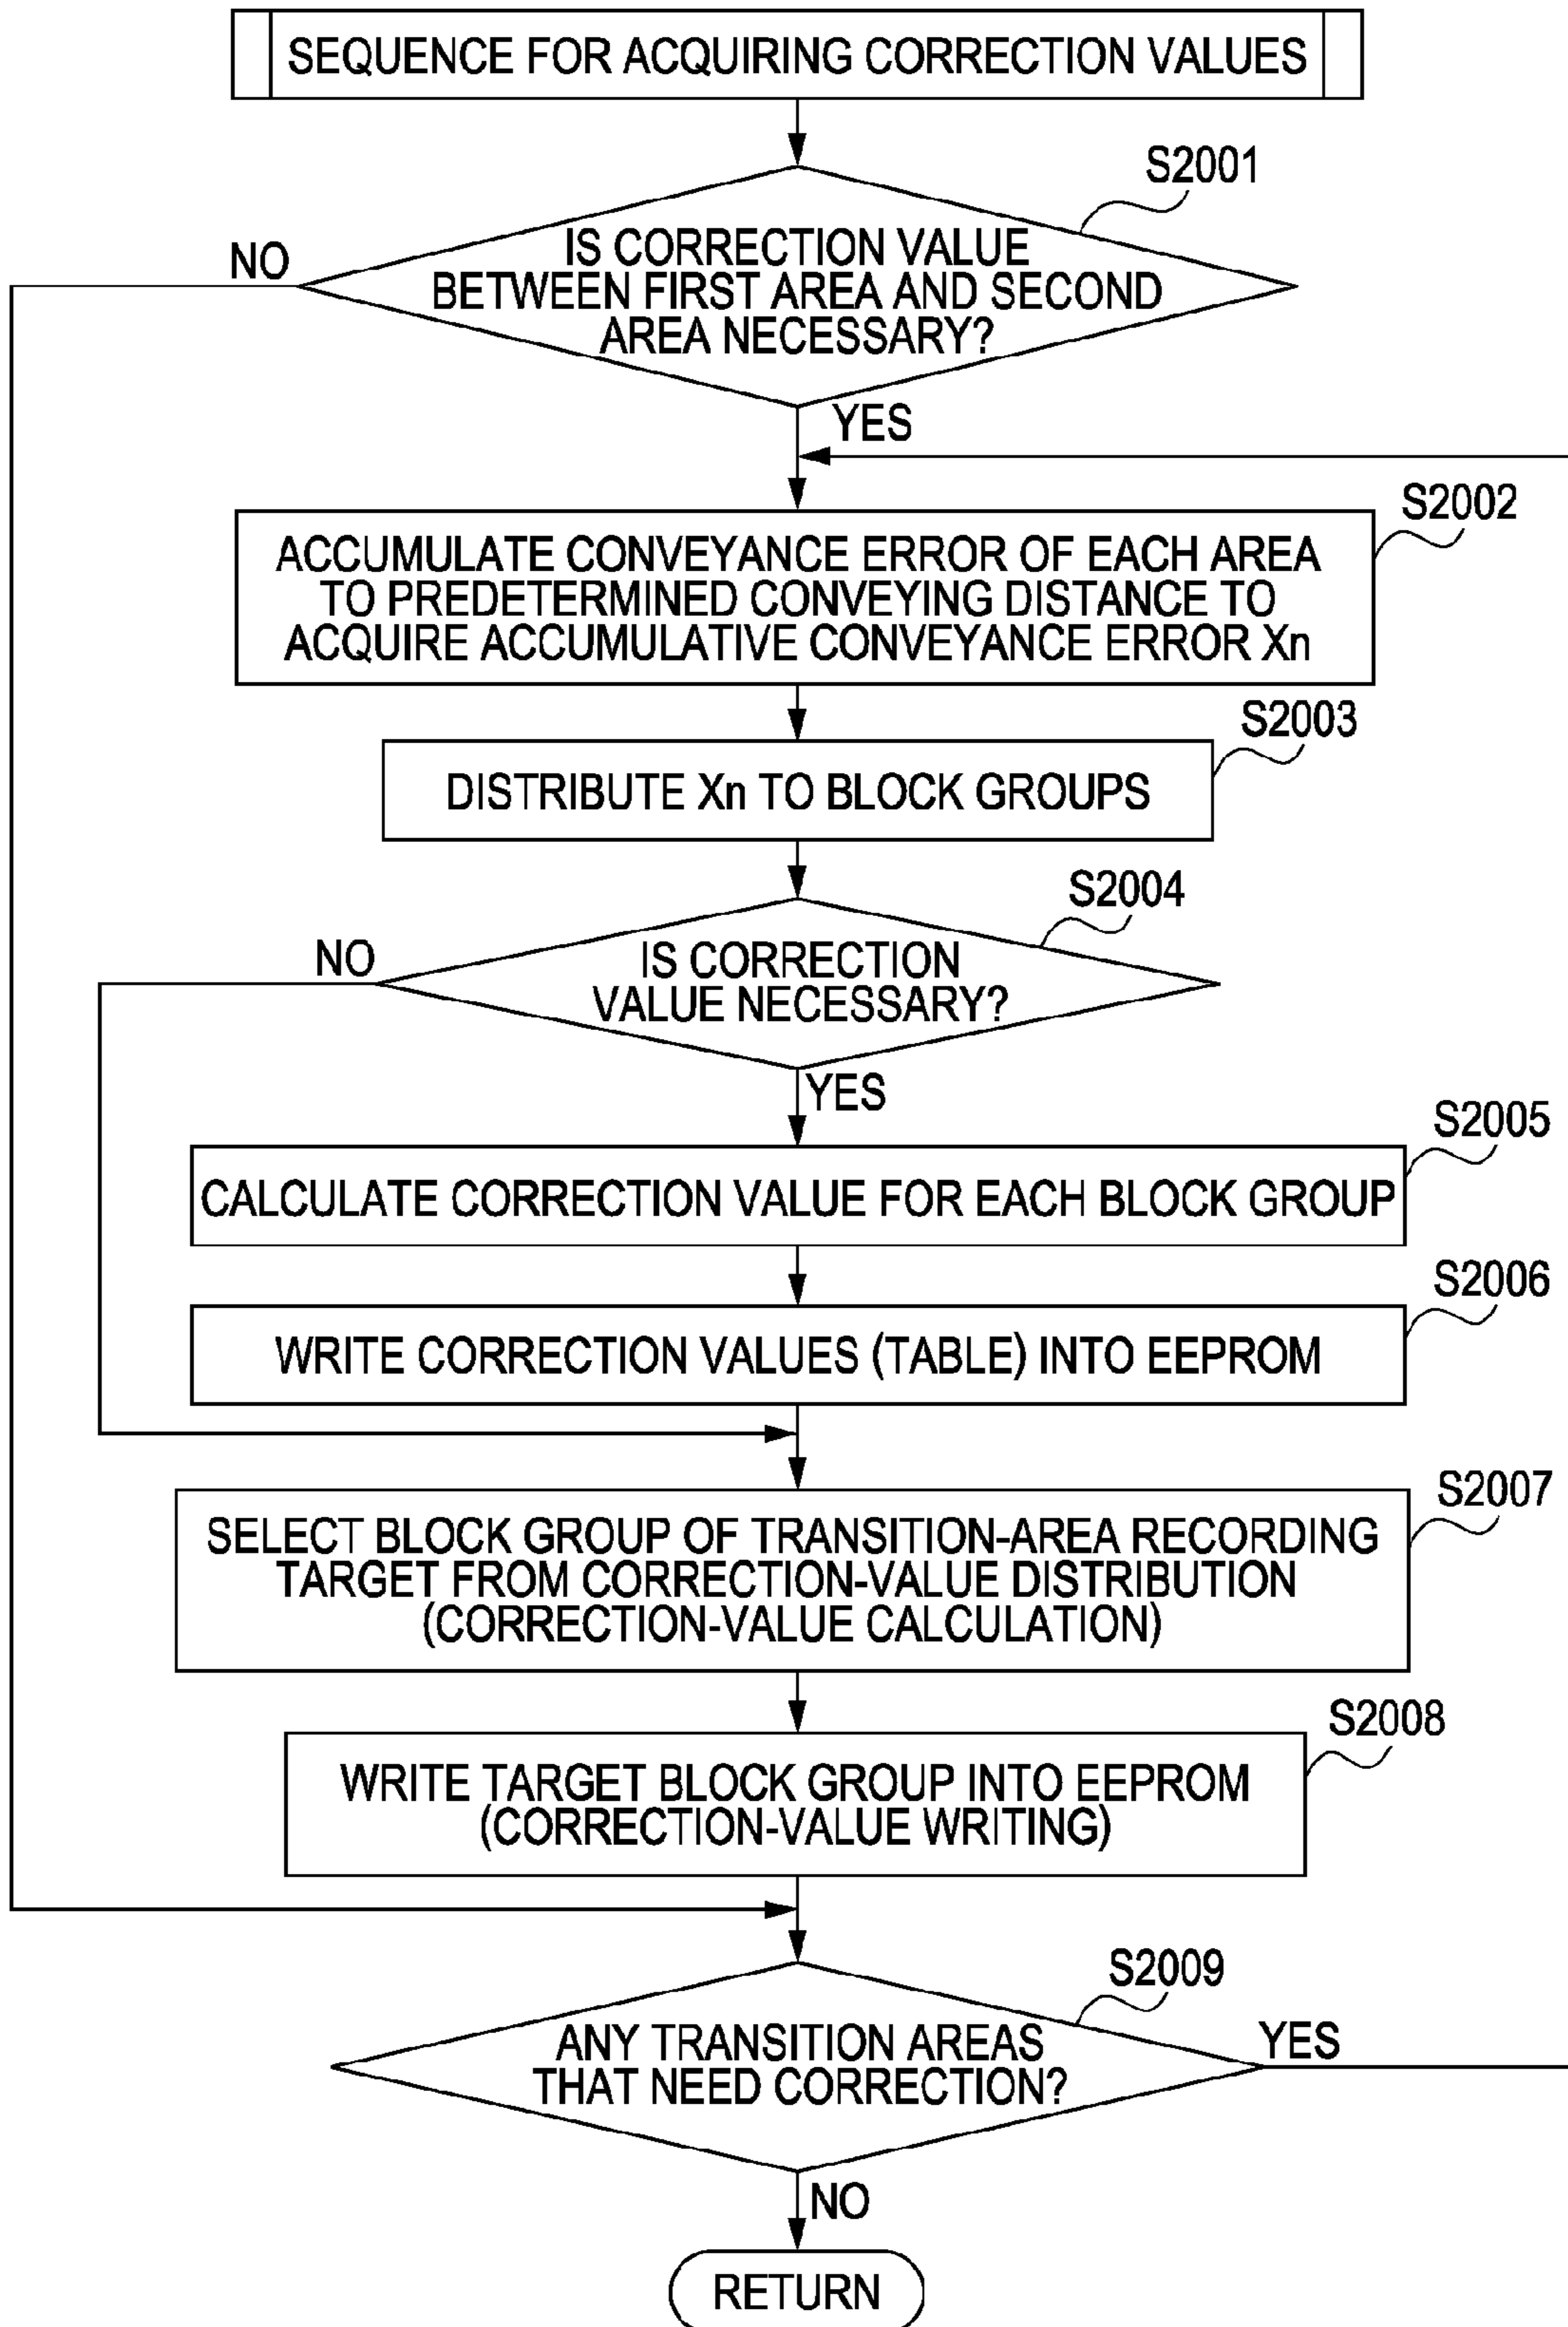 SEQUENCE FOR ACQUIRING CORRECTION VALUES
S2001
IS CORRECTION VALUE
BETWEEN FIRST AREA AND SECOND
AREA NECESSARY?
NO
YES
S2002
ACCUMULATE CONVEYANCE ERROR OF EACH AREA
TO PREDETERMINED CONVEYING DISTANCE TO
ACQUIRE ACCUMULATIVE CONVEYANCE ERROR Xn
S2003
DISTRIBUTE Xn TO BLOCK GROUPS
S2004
IS CORRECTION
VALUE NECESSARY?
NO
YES
S2005
CALCULATE CORRECTION VALUE FOR EACH BLOCK GROUP
S2006
WRITE CORRECTION VALUES (TABLE) INTO EEPROM
S2007
SELECT BLOCK GROUP OF TRANSITION-AREA RECORDING
TARGET FROM CORRECTION-VALUE DISTRIBUTION
(CORRECTION-VALUE CALCULATION)
S2008
WRITE TARGET BLOCK GROUP INTO EEPROM
(CORRECTION-VALUE WRITING)
S2009
ANY TRANSITION AREAS
THAT NEED CORRECTION?
YES
NO
RETURN